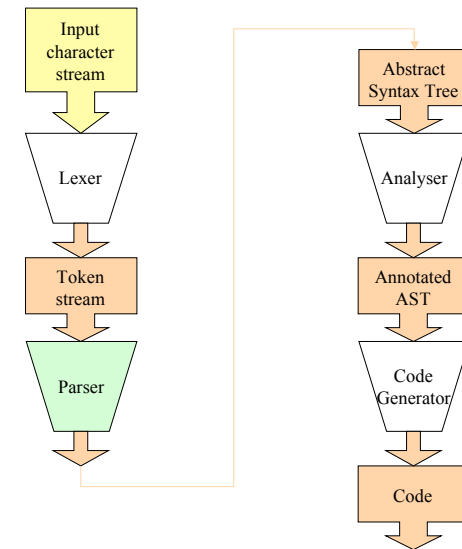 Input
character
stream
Lexer
Token
stream
Parser
Abstract
Syntax Tree
Analyser
Annotated
AST
Code
Generator
Code